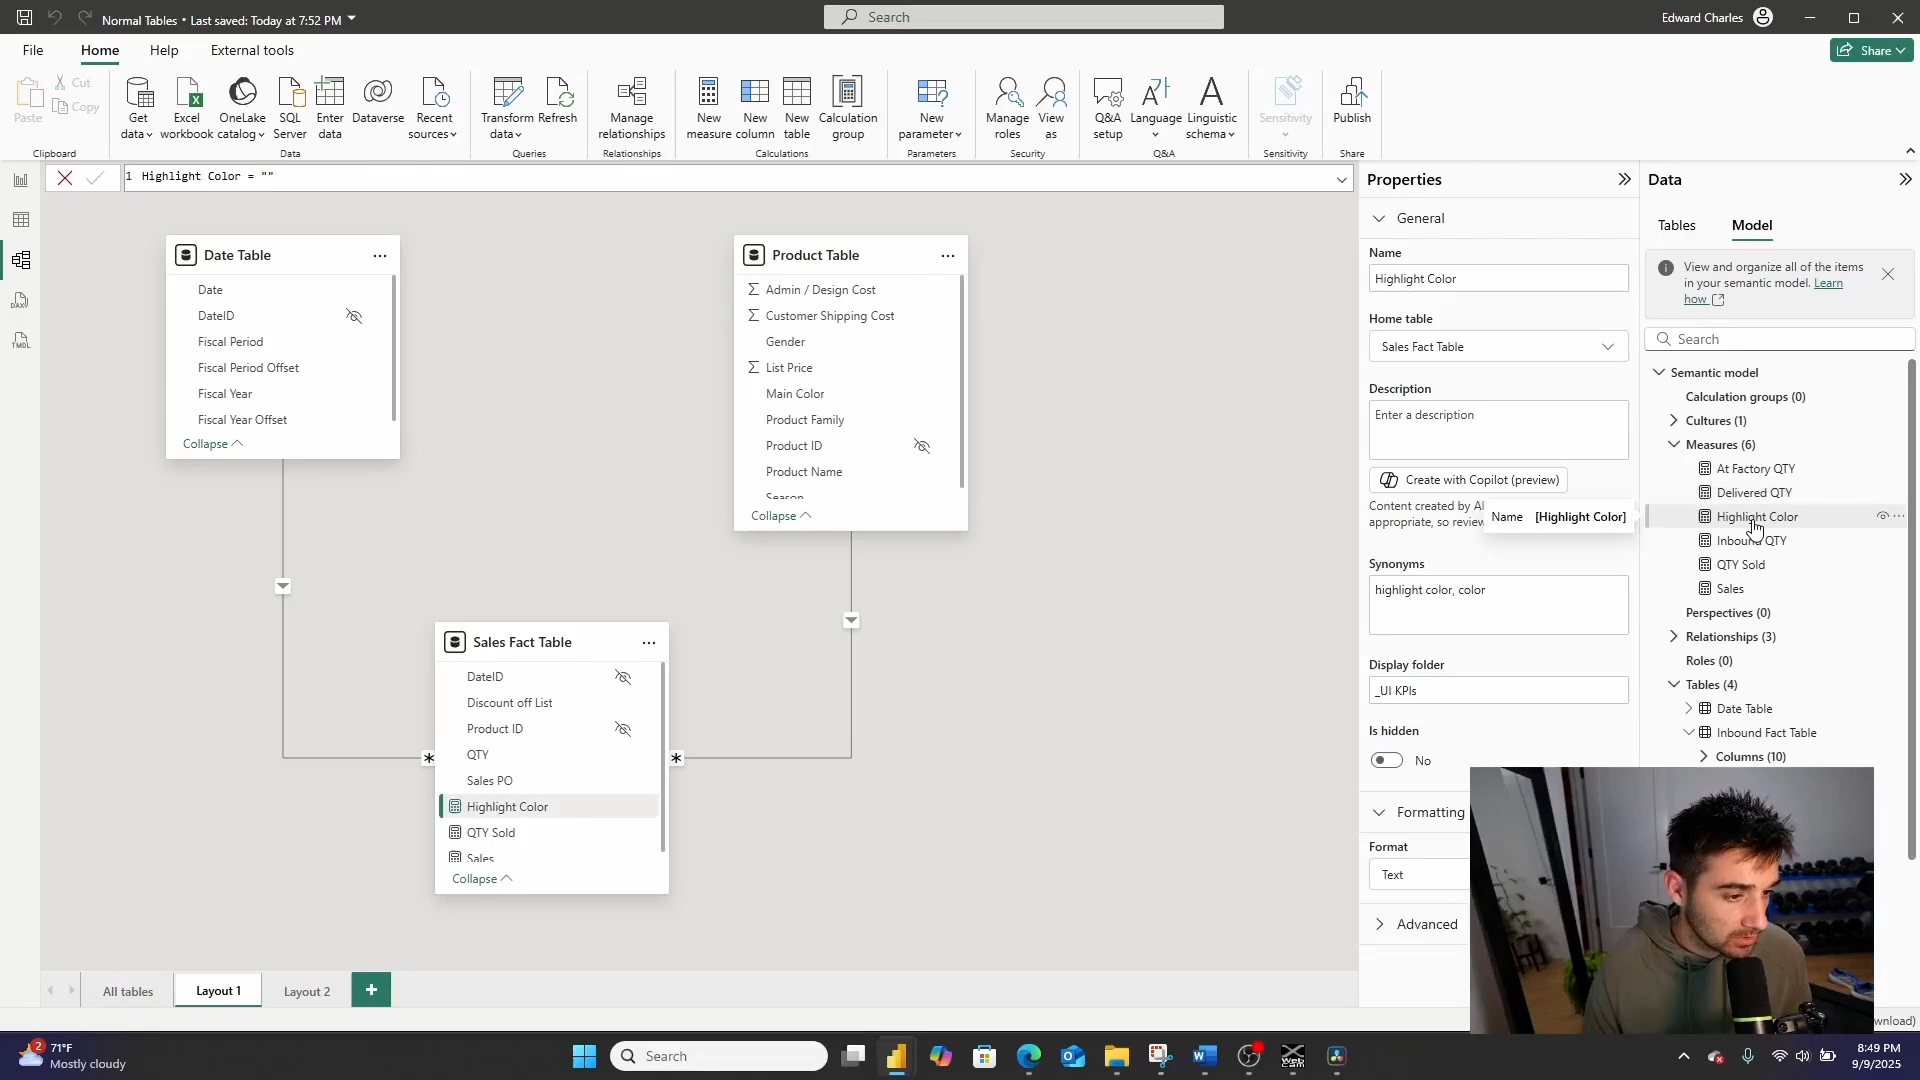 Normal Tables • Last saved: Today at 7:52 PM
Search
Edward Charles
File
Home
Help
External tools
Share
Paste
Cut
Copy
Clipboard
Get data
Excel workbook
OneLake catalog
SQL Server
Enter data
Dataverse
Recent sources
Data
Transform data
Refresh
Queries
Manage relationships
Relationships
New measure
New column
New table
Calculation group
Calculations
New parameter
Parameters
Manage roles
View as
Security
Q&A setup
Language
Linguistic schema
Q&A
Sensitivity
Sensitivity
Publish
Share
1 Highlight Color = ""
Date Table
Date
DateID
Fiscal Period
Fiscal Period Offset
Fiscal Year
Fiscal Year Offset
Collapse
Product Table
Admin / Design Cost
Customer Shipping Cost
Gender
List Price
Main Color
Product Family
Product ID
Product Name
Season
Collapse
Sales Fact Table
DateID
Discount off List
Product ID
QTY
Sales PO
Highlight Color
QTY Sold
Sales
Collapse
All tables
Layout 1
Layout 2
Properties
General
Name
Highlight Color
Home table
Sales Fact Table
Description
Enter a description
Create with Copilot (preview)
Content created by AI
appropriate, so review
Name [Highlight Color]
Synonyms
highlight color, color
Display folder
_UI KPIs
Is hidden
No
Formatting
Format
Text
Advanced
Data
Tables
Model
View and organize all of the items
in your semantic model. Learn
how
Search
Semantic model
Calculation groups (0)
Cultures (1)
Measures (6)
At Factory QTY
Delivered QTY
Highlight Color
Inbound QTY
QTY Sold
Sales
Perspectives (0)
Relationships (3)
Roles (0)
Tables (4)
Date Table
Inbound Fact Table
Columns (10)
wnload)
2
71°F
Mostly cloudy
Search
DAX
TMDL
Web
cam
8:49 PM
9/9/2025